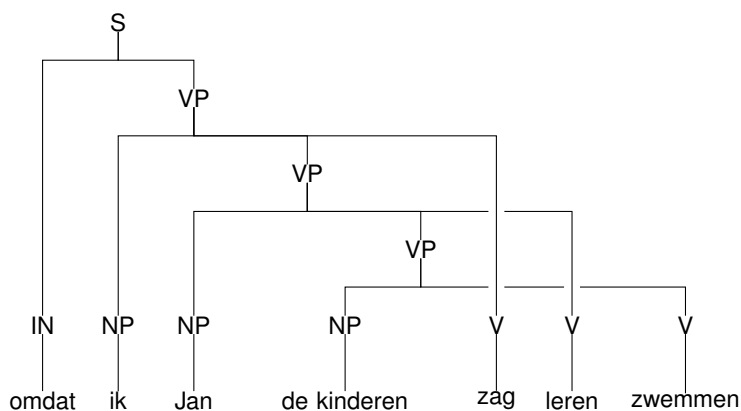 S
VP
VP
VP
IN NP NP NP V V V
omdat ik Jan de kinderen zag leren zwemmen